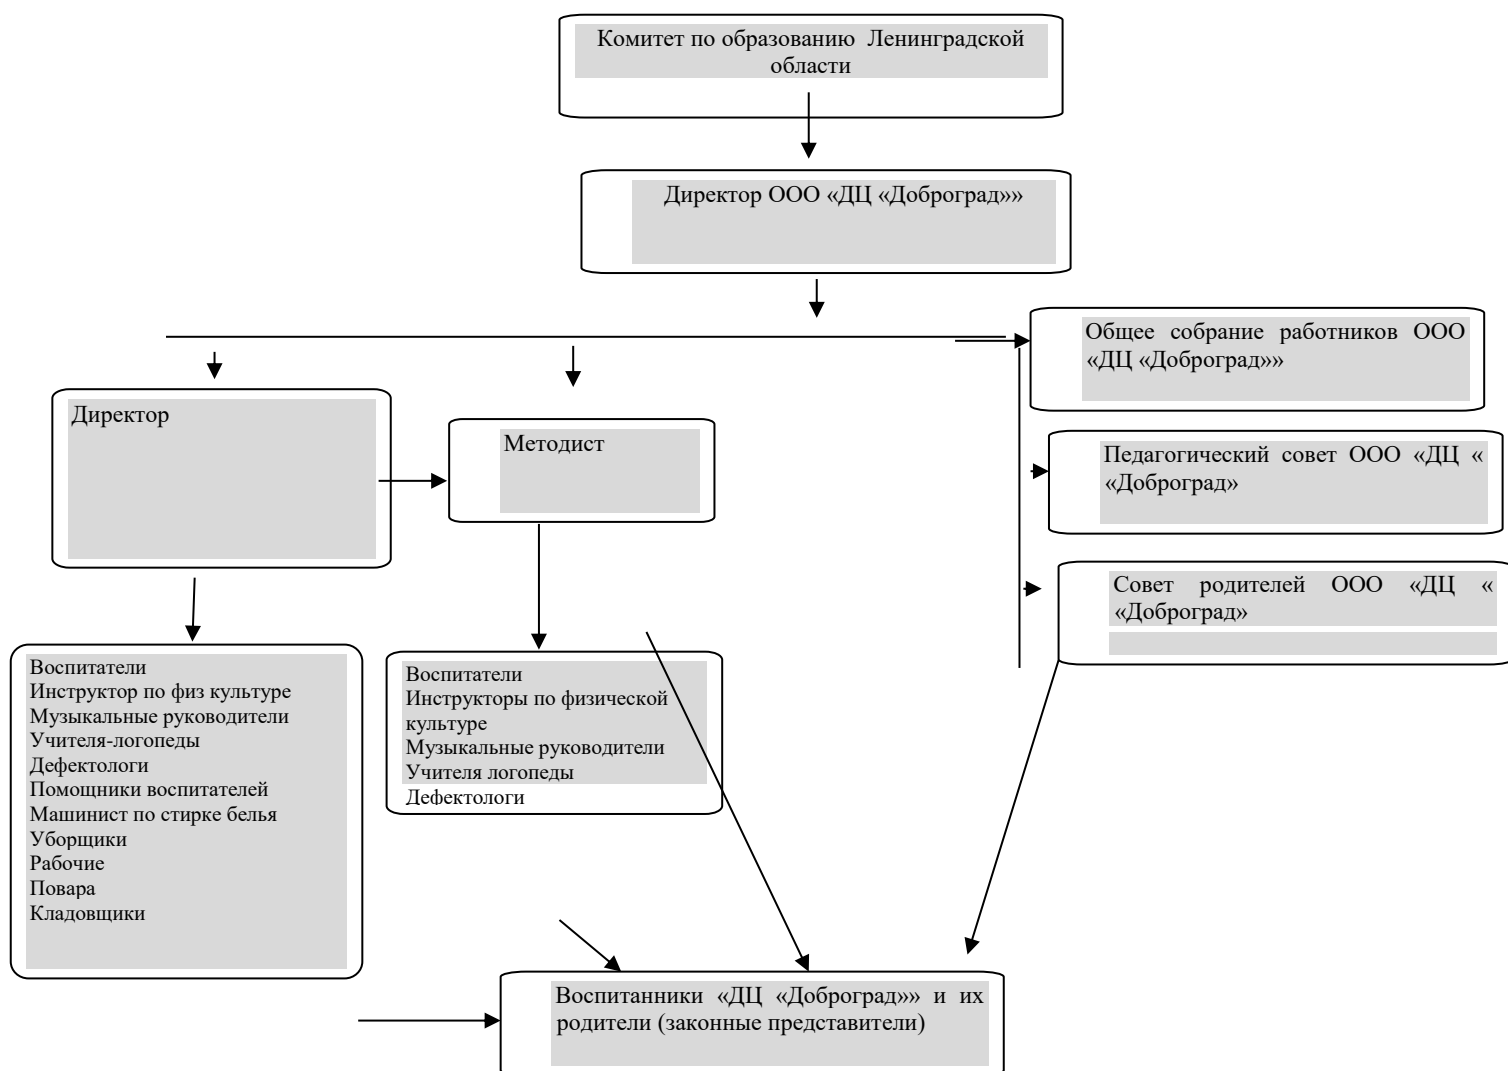 Комитет по образованию Ленинградской
области
Директор ООО «ДЦ «Доброград»»
Общее собрание работников ООО
«ДЦ «Доброград»»
Директор
Методист
Педагогический совет ООО «ДЦ «
«Доброград»
Совет родителей ООО «ДЦ «
«Доброград»
Воспитатели
Инструктор по физ культуре
Музыкальные руководители
Учителя-логопеды
Дефектологи
Помощники воспитателей
Машинист по стирке белья
Уборщики
Рабочие
Повара
Кладовщики
Воспитатели
Инструкторы по физической
культуре
Музыкальные руководители
Учителя логопеды
Дефектологи
Воспитанники «ДЦ «Доброград»» и их
родители (законные представители)